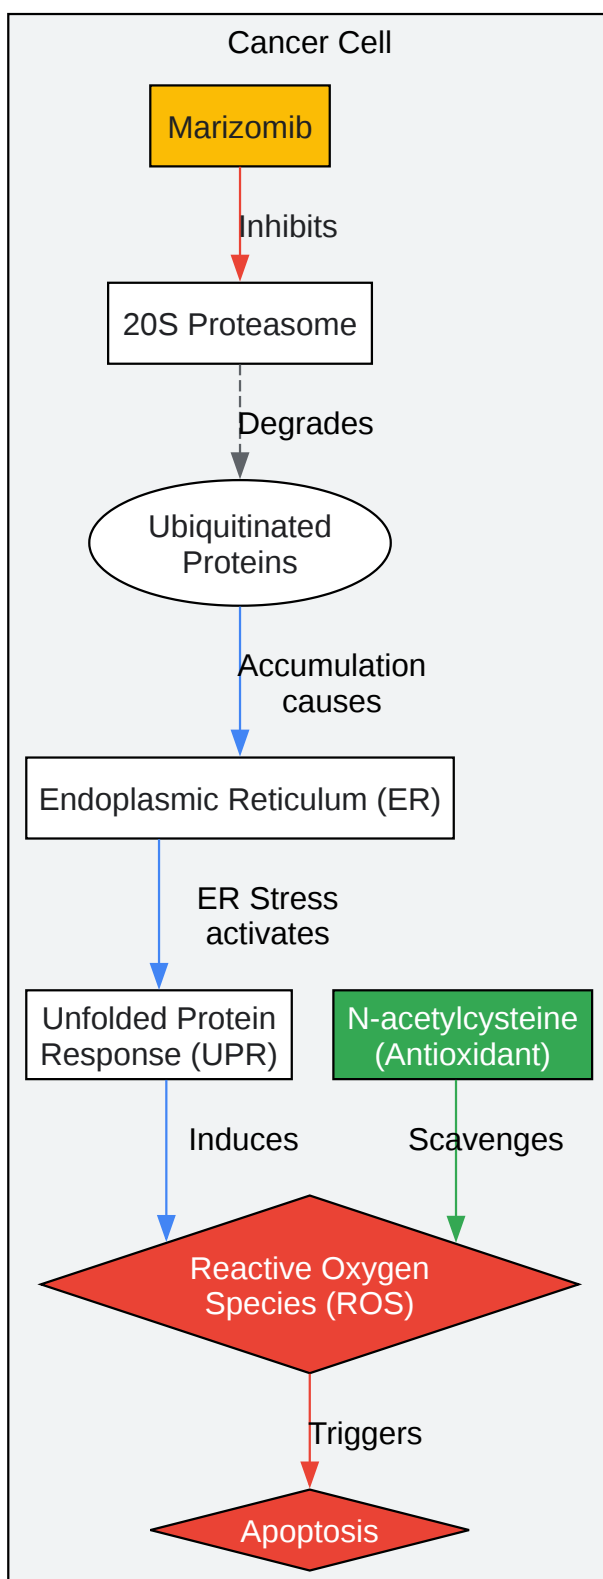 Cancer Cell
Marizomib
Inhibits
20S Proteasome
Degrades
Ubiquitinated
Proteins
Accumulation
causes
Endoplasmic Reticulum (ER)
ER Stress
activates
Unfolded Protein
Response (UPR)
N-acetylcysteine
(Antioxidant)
Induces
Scavenges
Reactive Oxygen
Species (ROS)
Triggers
Apoptosis